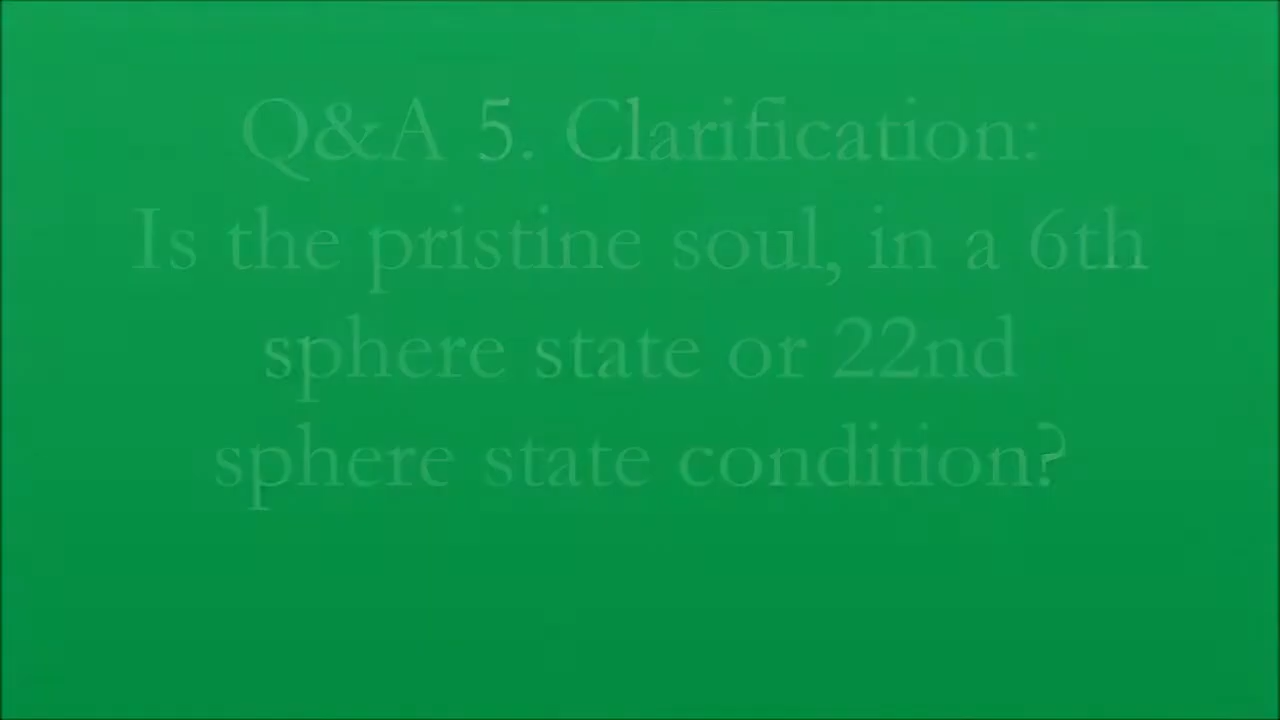 Q&A 5. Clarification:
Is the pristine soul, in a 6th
sphere state or 22nd
sphere state condition?